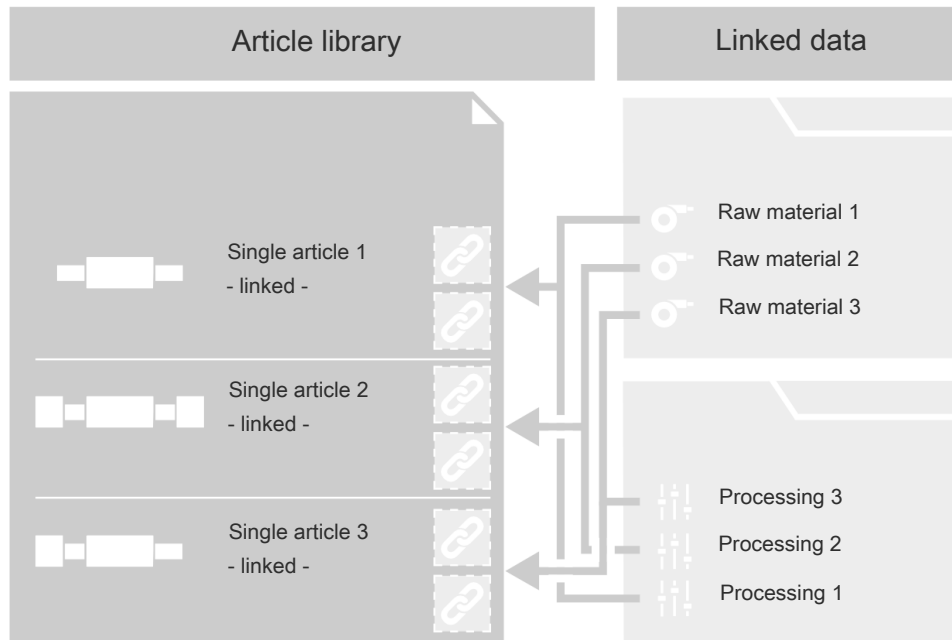 Article library
Linked data
Single article 1
- linked -
Single article 2
- linked -
Single article 3
- linked -
Raw material 1
Raw material 2
Raw material 3
Processing 3
Processing 2
Processing 1